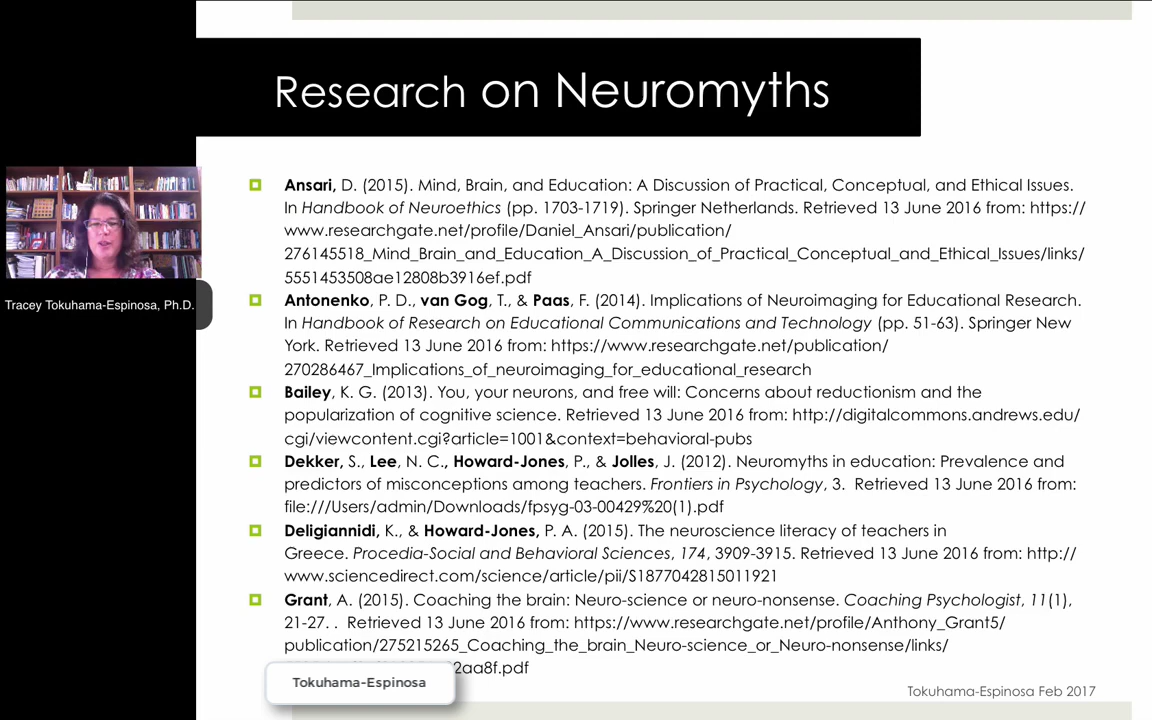 Research on Neuromyths
Ansari, D. (2015). Mind, Brain, and Education: A Discussion of Practical, Conceptual, and Ethical Issues.
In Handbook of Neuroethics (pp. 1703-1719). Springer Netherlands. Retrieved 13 June 2016 from: https://
www.researchgate.net/profile/Daniel_Ansari/publication/
276145518_Mind_Brain_and_Education_A_Discussion_of_Practical_Conceptual_and_Ethical_Issues/links/
5551453508ae12808b3916ef.pdf
Antonenko, P. D., van Gog, T., & Paas, F. (2014). Implications of Neuroimaging for Educational Research.
In Handbook of Research on Educational Communications and Technology (pp. 51-63). Springer New
York. Retrieved 13 June 2016 from: https://www.researchgate.net/publication/
270286467_Implications_of_neuroimaging_for_educational_research
Bailey, K. G. (2013). You, your neurons, and free will: Concerns about reductionism and the
popularization of cognitive science. Retrieved 13 June 2016 from: http://digitalcommons.andrews.edu/
cgi/viewcontent.cgi?article=1001&context=behavioral-pubs
Dekker, S., Lee, N. C., Howard-Jones, P., & Jolles, J. (2012). Neuromyths in education: Prevalence and
predictors of misconceptions among teachers. Frontiers in Psychology, 3.  Retrieved 13 June 2016 from:
file:///Users/admin/Downloads/fpsyg-03-00429%20(1).pdf
Deligiannidi, K., & Howard-Jones, P. A. (2015). The neuroscience literacy of teachers in
Greece. Procedia-Social and Behavioral Sciences, 174, 3909-3915. Retrieved 13 June 2016 from: http://
www.sciencedirect.com/science/article/pii/S1877042815011921
Grant, A. (2015). Coaching the brain: Neuro-science or neuro-nonsense. Coaching Psychologist, 11(1),
21-27. .  Retrieved 13 June 2016 from: https://www.researchgate.net/profile/Anthony_Grant5/
publication/275215265_Coaching_the_brain_Neuro-science_or_Neuro-nonsense/links/
2aa8f.pdf
Tracey Tokuhama-Espinosa, Ph.D.
Tokuhama-Espinosa
Tokuhama-Espinosa Feb 2017